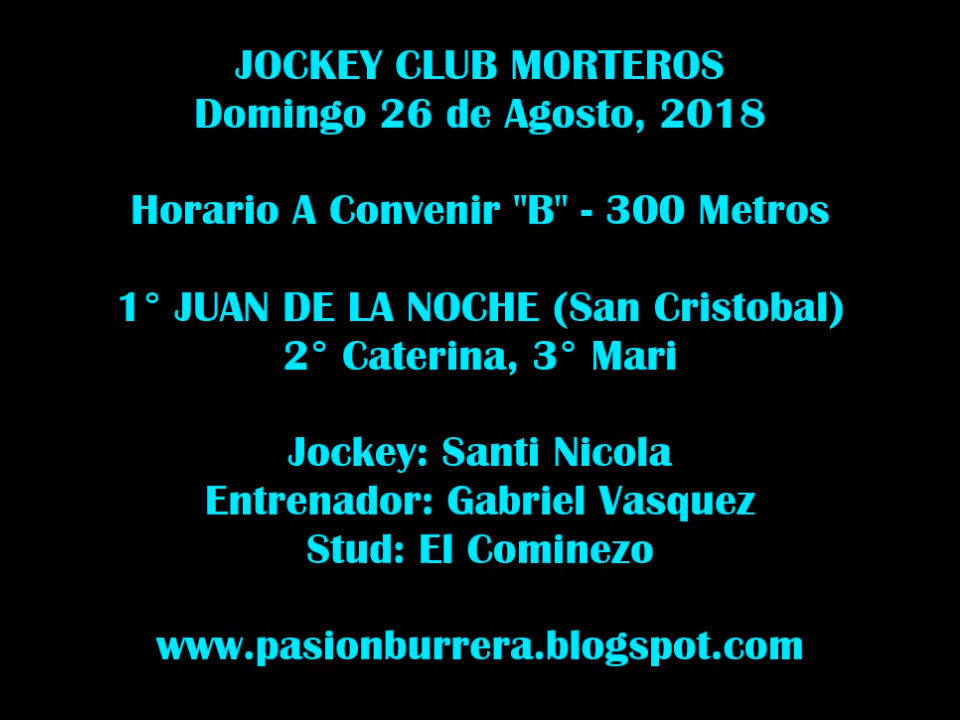 JOCKEY CLUB MORTEROS
Domingo 26 de Agosto, 2018
Horario A Convenir "B" - 300 Metros
1° JUAN DE LA NOCHE (San Cristobal)
2° Caterina, 3° Mari
Jockey: Santi Nicola
Entrenador: Gabriel Vasquez
Stud: El Cominezo
www.pasionburrera.blogspot.com